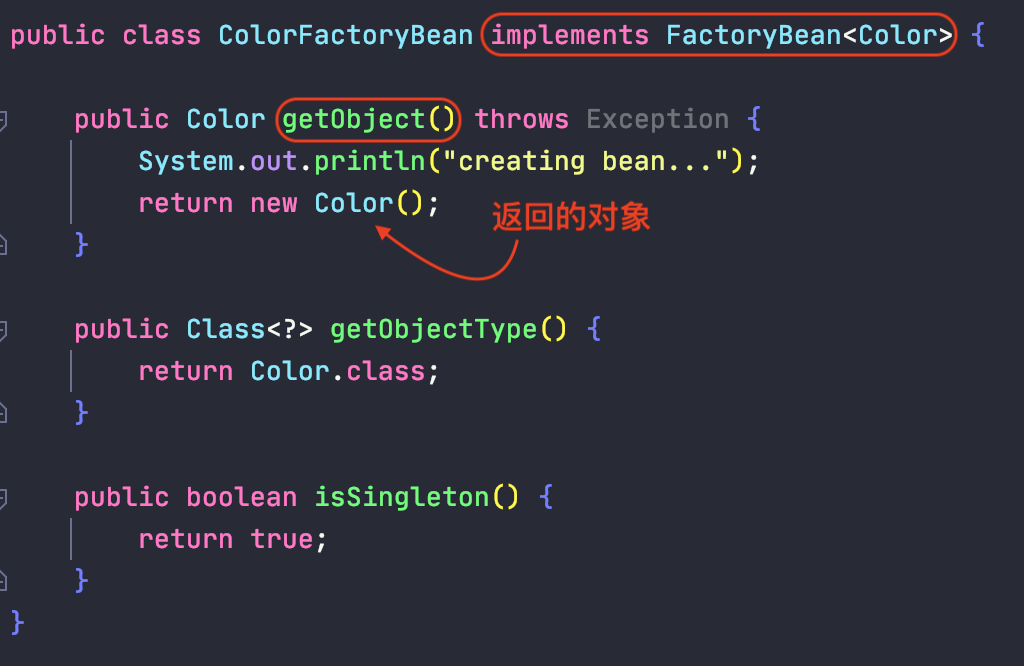 public class ColorFactoryBean implements FactoryBean<Color> {
public Color getObject() throws Exception {
System.out.println("creating bean...");
return new Color();
返回的对象
}
public Class<?> getObjectType() {
return Color.class;
}
public boolean isSingleton() {
return true;
}
}